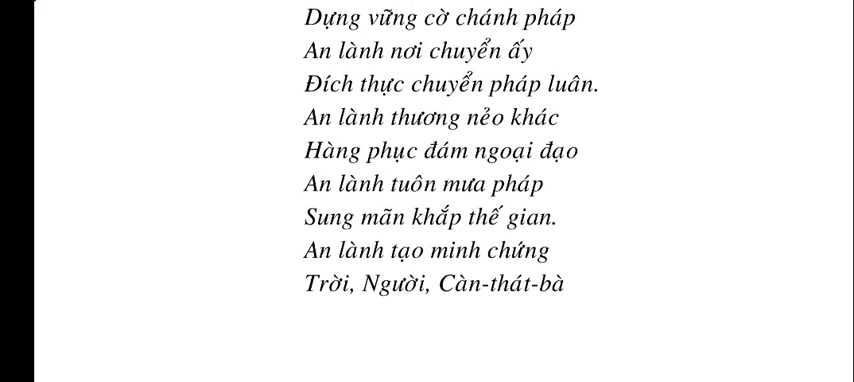 Dựng vững cờ chánh pháp
An lành nơi chuyển ấy
Đích thực chuyển pháp luân.
An lành thương nẻo khác
Hàng phục đám ngoại đạo
An lành tuôn mưa pháp
Sung mãn khắp thế gian.
An lành tạo minh chứng
Trời, Người, Càn-thát-bà